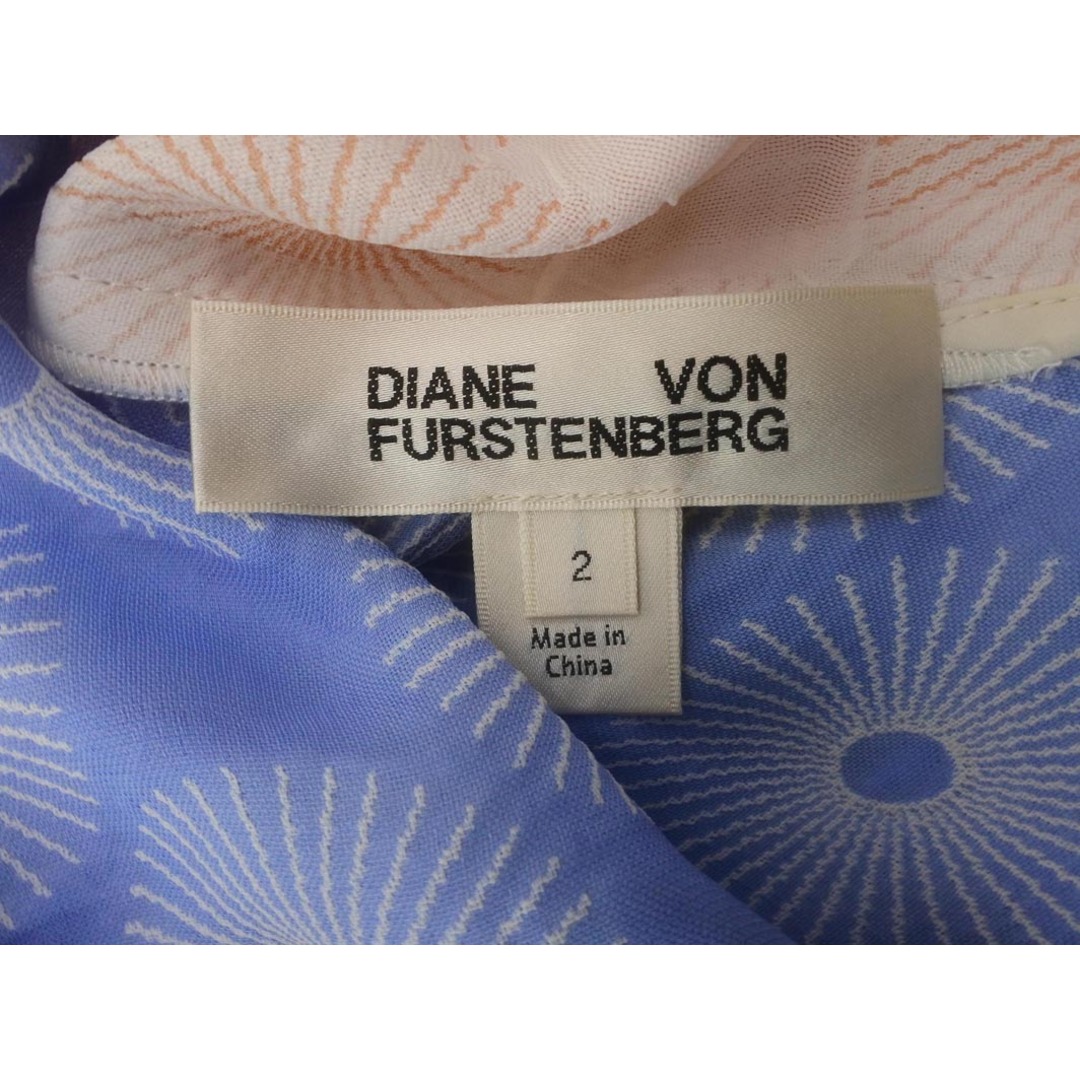 DIANE VON
FURSTENBERG
2
Made in
China